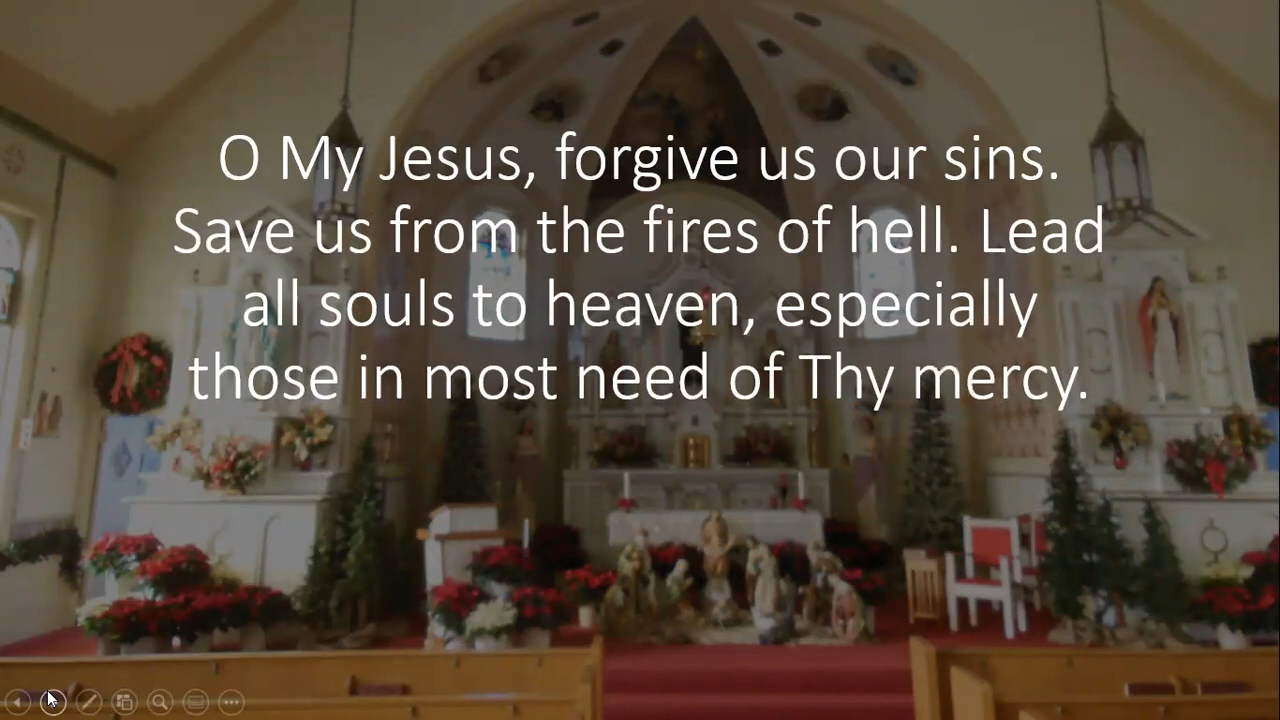 O My Jesus, forgive us our sins.
Save us from the fires of hell. Lead
all souls to heaven, especially
those in most need of Thy mercy.